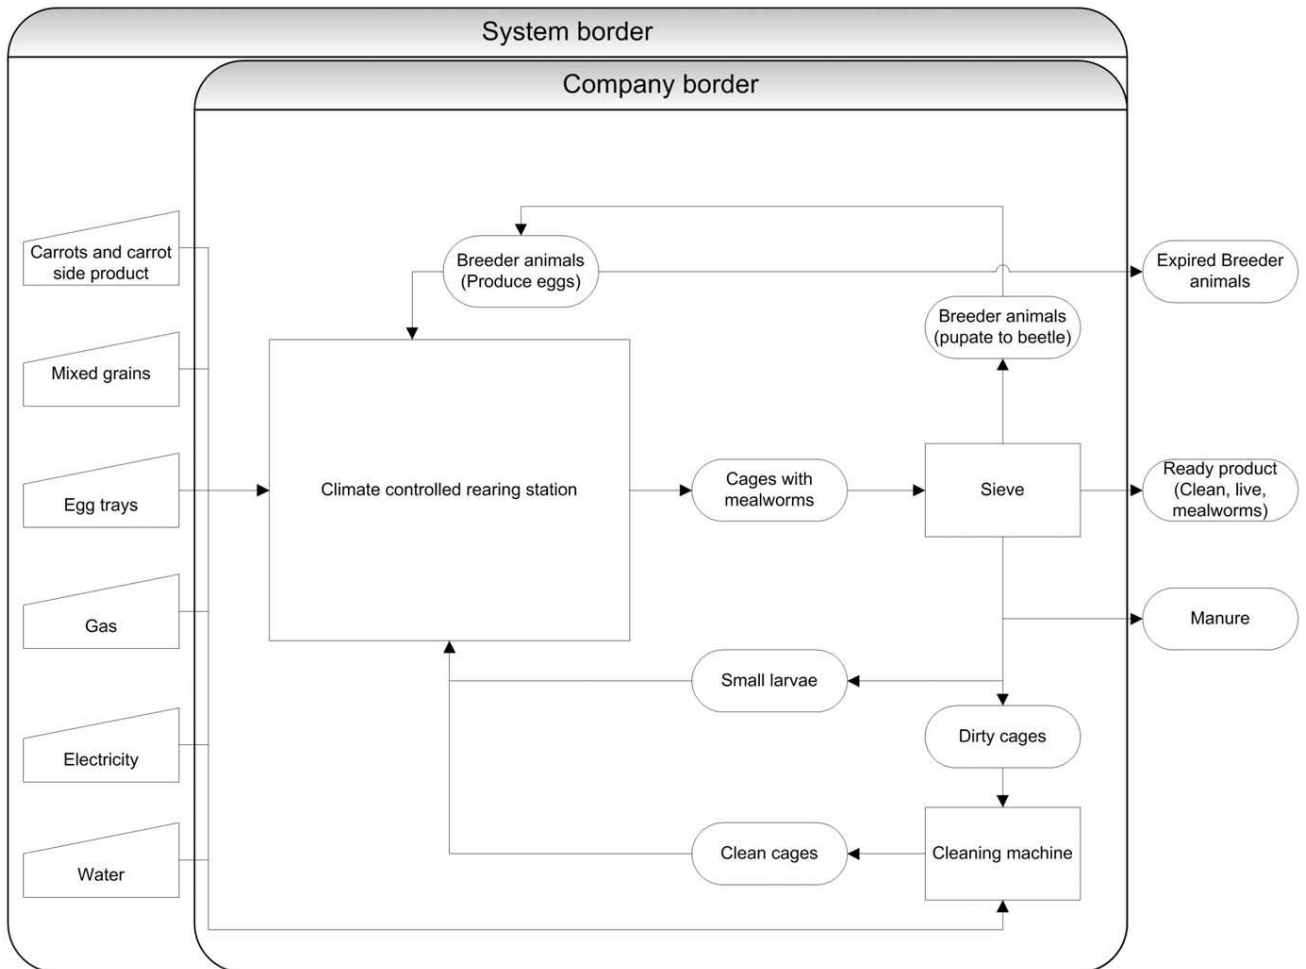 System border
Company border
Carrots and carrot
side product
Mixed grains
Egg trays
Gas
Electricity
Water
Breeder animals
(Produce eggs)
Climate controlled rearing station
Cages with
mealworms
Breeder animals
(pupate to beetle)
Sieve
Small larvae
Dirty cages
Clean cages
Cleaning machine
Expired Breeder
animals
Ready product
(Clean, live,
mealworms)
Manure